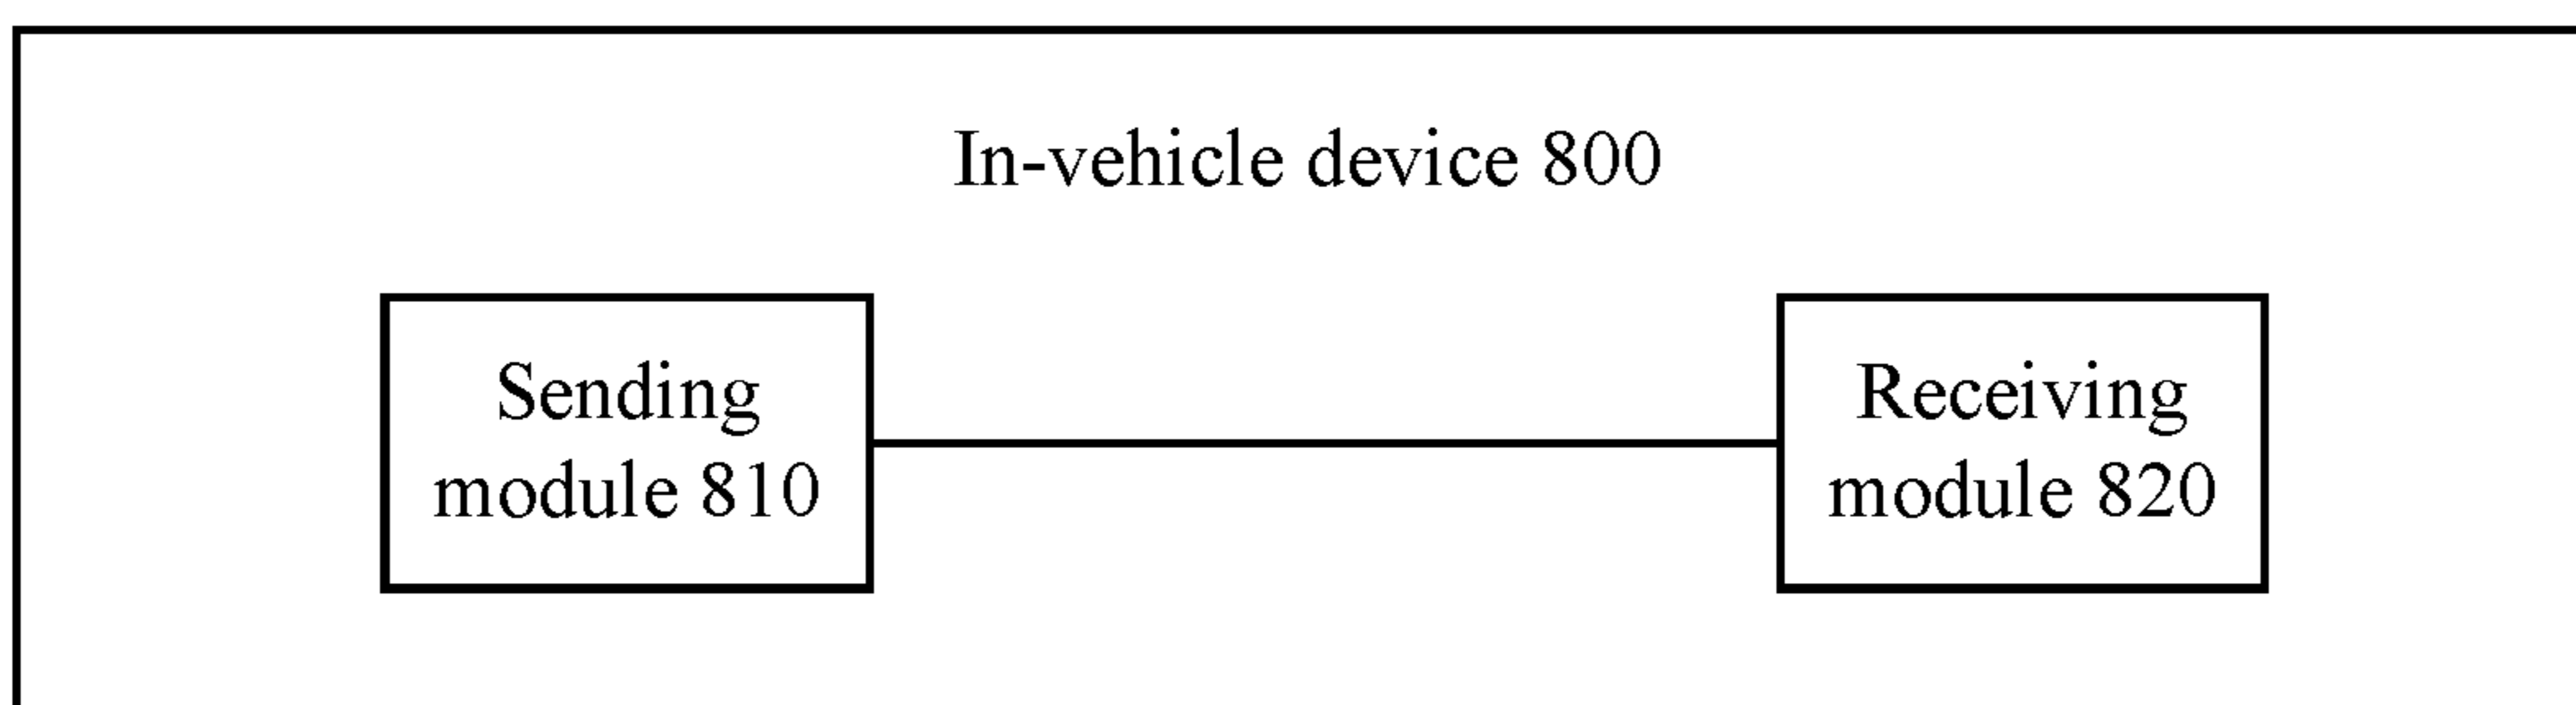 In-vehicle device 800
Sending
module 810
Receiving
module 820